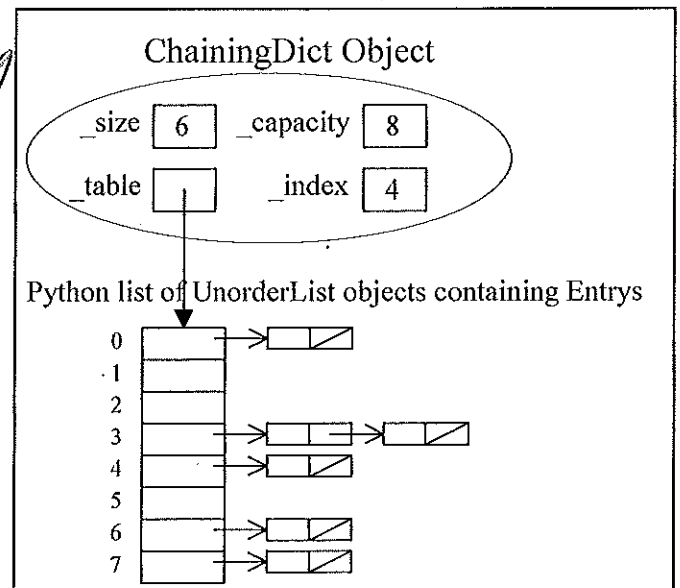 ChainingDict Object
_size 6 _capacity 8
_table _index 4
Python list of UnorderList objects containing Entrys
0
1
2
3
4
5
6
7